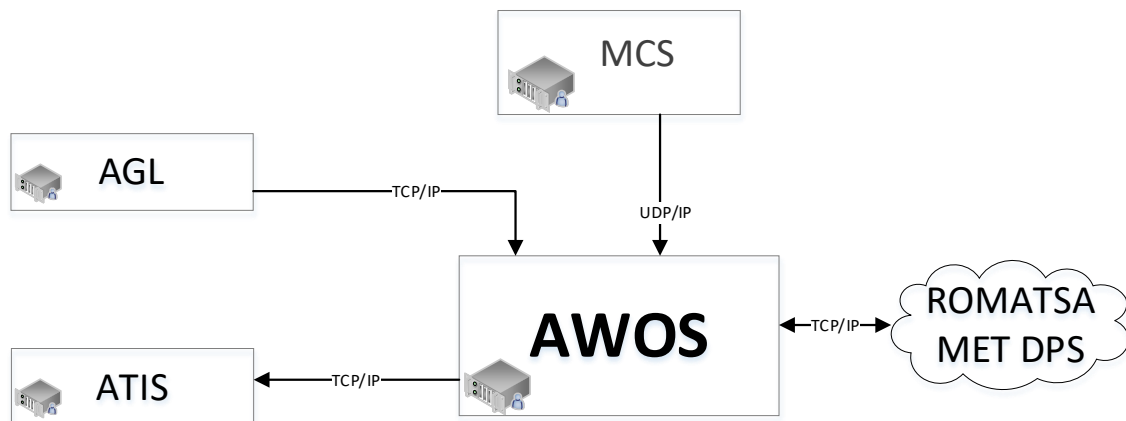 MCS
AGL
TCP/IP
UDP/IP
AWOS
TCP/IP
ROMATSA
MET DPS
ATIS
TCP/IP